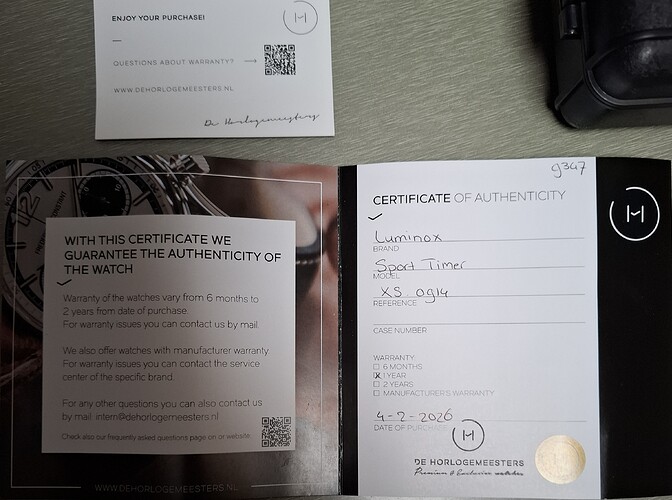 ENJOY YOUR PURCHASE!
QUESTIONS ABOUT WARRANTY?
WWW.DEHORLOGEMEESTERS.NL
De Horlogemeesters
g347
WITH THIS CERTIFICATE WE
GUARANTEE THE AUTHENTICITY OF
THE WATCH
Warranty of the watches vary from 6 months to
2 years from date of purchase.
For warranty issues you can contact us by mail.
We also offer watches with manufacturer warranty.
For warranty issues you can contact the service
center of the specific brand.
For any other questions you can also contact us
by mail: intern@dehorlogemeesters.nl
Check also our frequently asked questions page on our website.
WWW.DEHORLOGEMEESTERS.NL
CERTIFICATE OF AUTHENTICITY
Luminox
BRAND
Sport Timer
MODEL
XS. 0914
REFERENCE
CASE NUMBER
WARRANTY:
6 MONTHS
1 YEAR
2 YEARS
MANUFACTURER'S WARRANTY
4-2-2026
DATE OF PURCHASE
DE HORLOGEMEESTERS
Premium & Exclusive watches